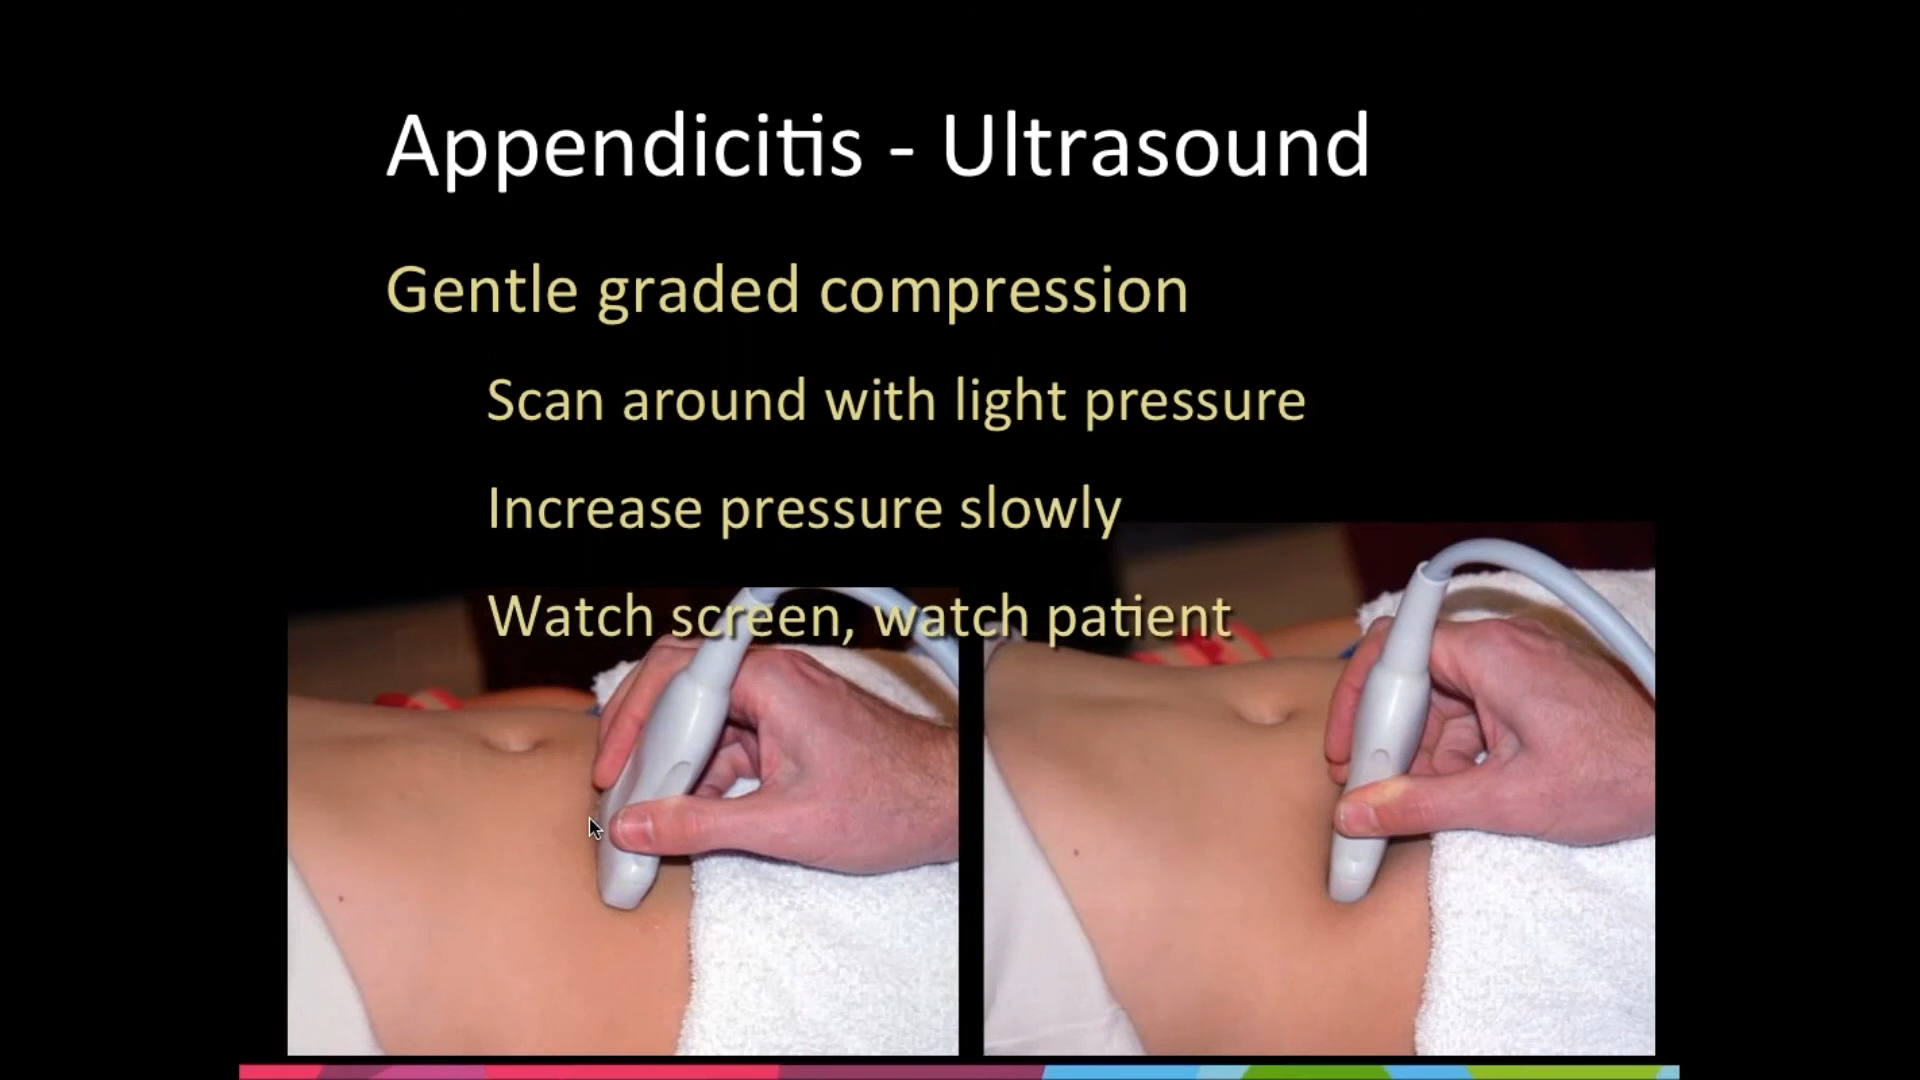 Appendicitis - Ultrasound
Gentle graded compression
Scan around with light pressure
Increase pressure slowly
Watch screen, watch patient